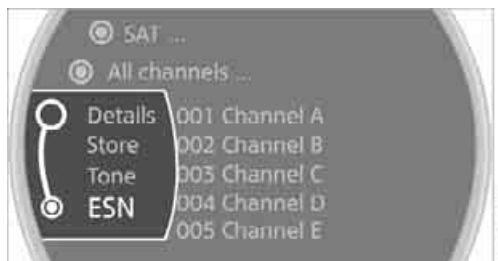 SAT ...
All channels ...
Details 001 Channel A
Store 002 Channel B
Tone 003 Channel C
ESN 004 Channel D
005 Channel E